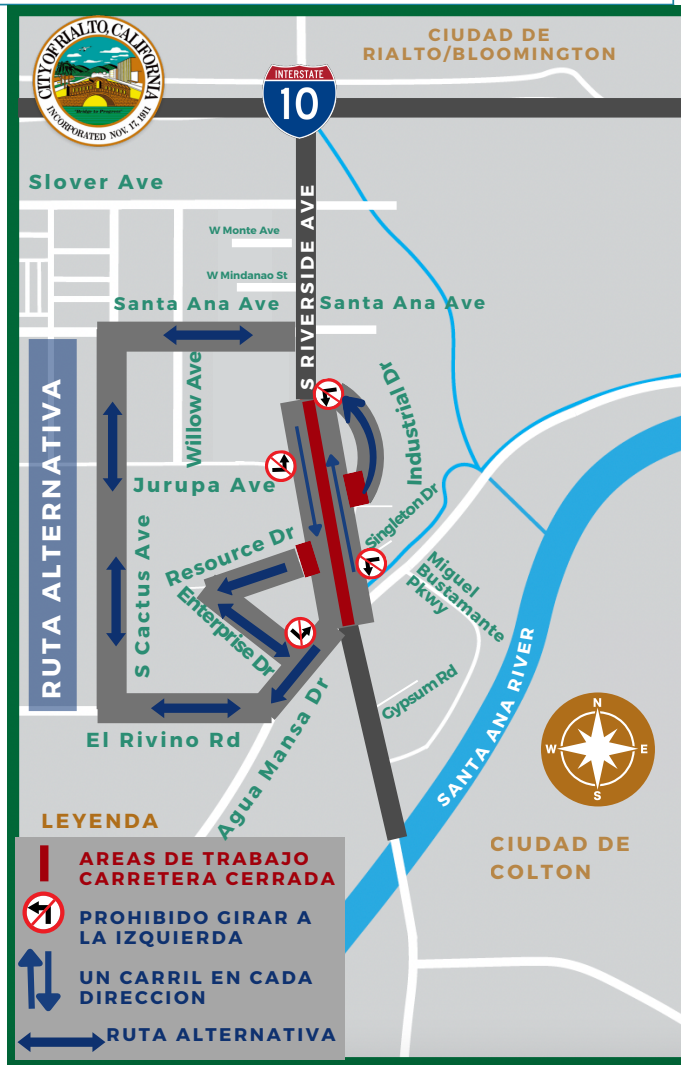 CITY OF RIALTO, CALIFORNIA
INCORPORATED NOV. 17, 1911
CIUDAD DE
RIALTO/BLOOMINGTON
INTERSTATE
10
Slover Ave
S RIVERSIDE AVE
W Monte Ave
W Mindanao St
Santa Ana Ave
Santa Ana Ave
RUTA ALTERNATIVA
Willow Ave
Industrial Dr
Jurupa Ave
S Cactus Ave
Resource Dr
Singleton Dr
Enterprise Dr
Miguel
Bustamante
Pkwy
Gypsum Rd
SANTA ANA RIVER
Agua Mansa Dr
El Rivino Rd
N
W
E
S
CIUDAD DE
COLTON
LEYENDA
AREAS DE TRABAJO
CARRETERA CERRADA
PROHIBIDO GIRAR A
LA IZQUIERDA
UN CARRIL EN CADA
DIRECCION
RUTA ALTERNATIVA